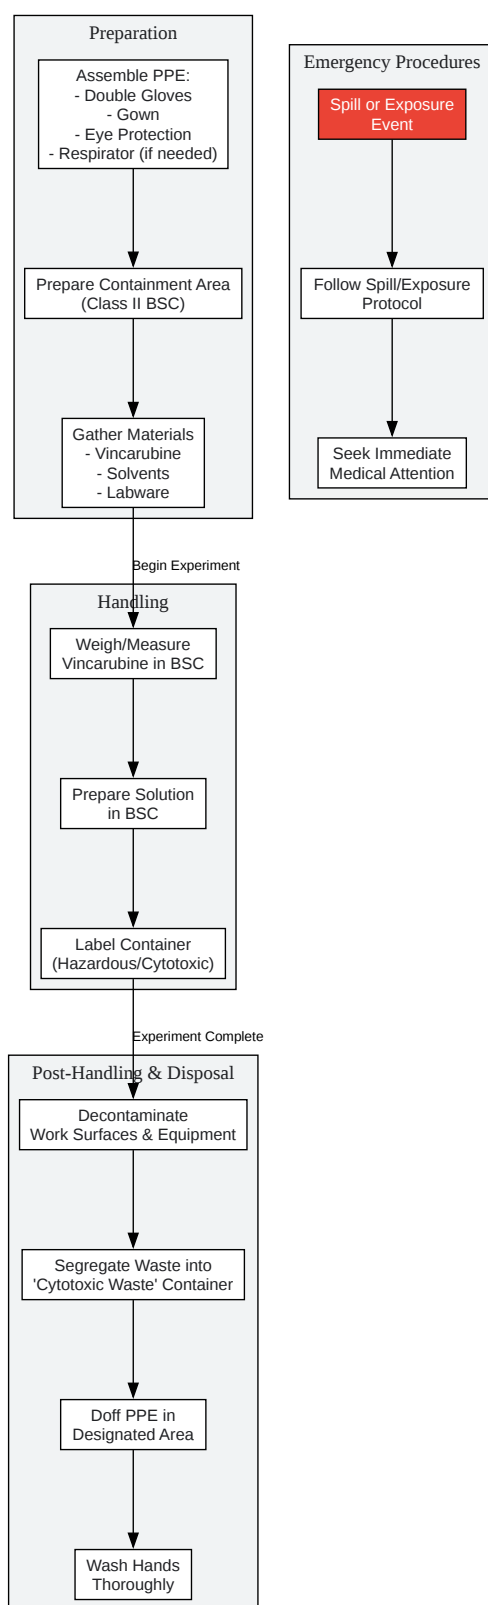 Preparation
Assemble PPE:
- Double Gloves
- Gown
- Eye Protection
- Respirator (if needed)
Prepare Containment Area
(Class II BSC)
Gather Materials
- Vincarubine
- Solvents
- Labware
Begin Experiment
Handling
Weigh/Measure
Vincarubine in BSC
Prepare Solution
in BSC
Label Container
(Hazardous/Cytotoxic)
Experiment Complete
Post-Handling & Disposal
Decontaminate
Work Surfaces & Equipment
Segregate Waste into
'Cytotoxic Waste' Container
Doff PPE in
Designated Area
Wash Hands
Thoroughly
Emergency Procedures
Spill or Exposure
Event
Follow Spill/Exposure
Protocol
Seek Immediate
Medical Attention